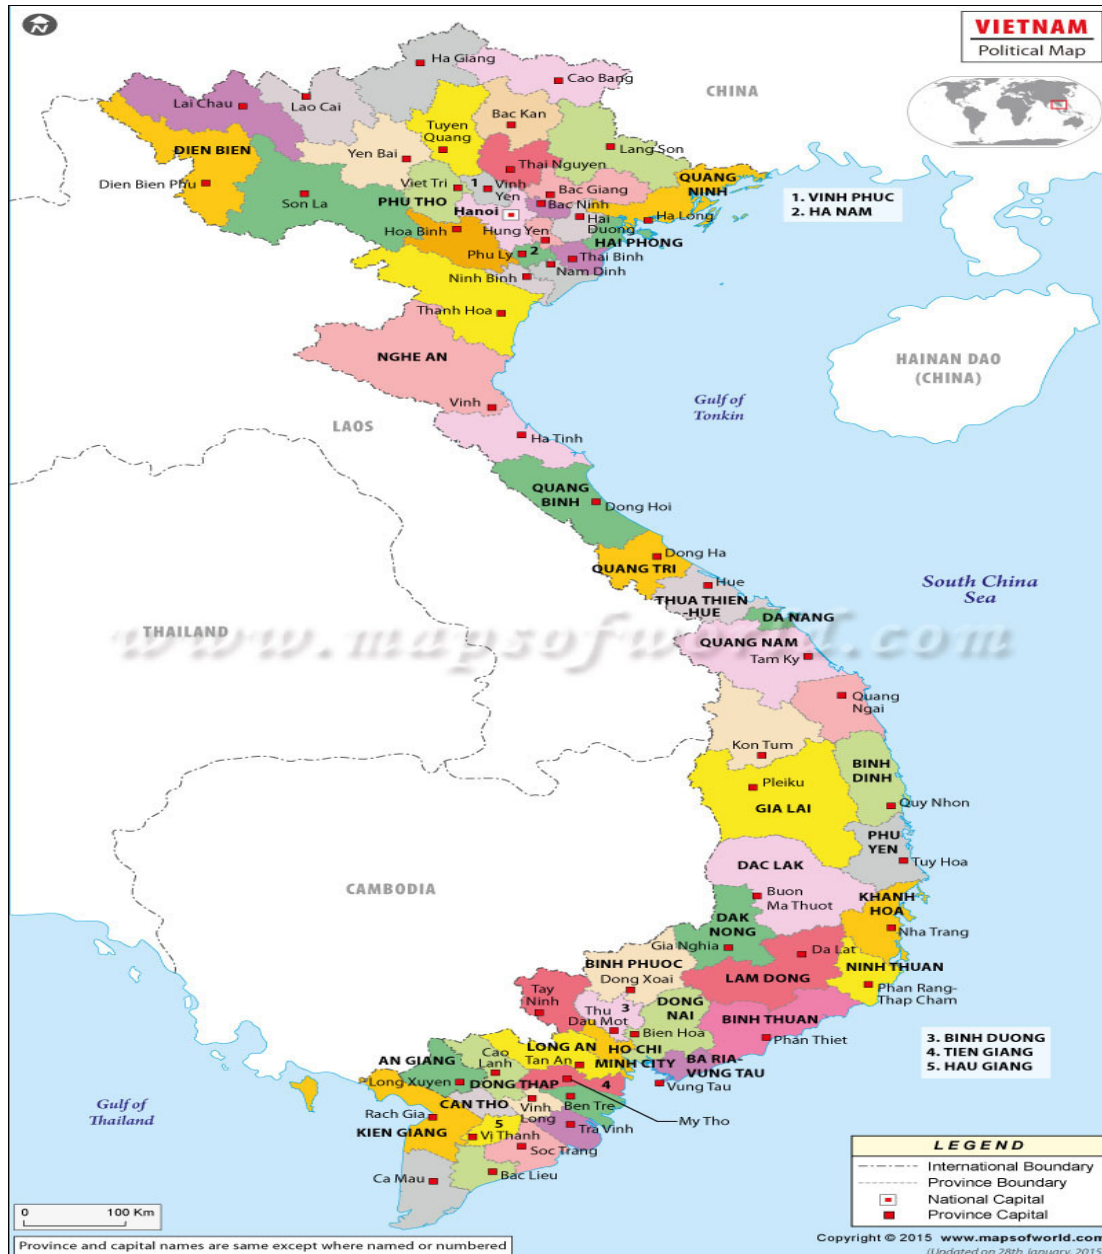 N
VIETNAM
Political Map
Ha Giang
Cao Bang
CHINA
Lai Chau
Lao Cai
Bac Kan
Tuyen
Quang
Lang Son
DIEN BIEN
Yen Bai
Thai Nguyen
QUANG
NINH
Dien Bien Phu
Viet Tri
1
Vinh
Yen
Bac Giang
1. VINH PHUC
2. HA NAM
Son La
PHU THO
Hanoi
Bac Ninh
Hai
Duong
Ha Long
Hoa Binh
Hung Yen
HAI PHONG
Phu Ly
2
Thai Binh
Ninh Binh
Nam Dinh
Thanh Hoa
NGHE AN
HAINAN DAO
(CHINA)
Vinh
Gulf of
Tonkin
LAOS
Ha Tinh
QUANG
BINH
Dong Hoi
Dong Ha
QUANG TRI
Hue
South China
Sea
THUA THIEN
-HUE
DA NANG
THAILAND
www.mapsofworld.com
QUANG NAM
Tam Ky
Quang
Ngai
Kon Tum
BINH
DINH
Pleiku
GIA LAI
Quy Nhon
PHU
YEN
DAC LAK
Tuy Hoa
CAMBODIA
Buon
Ma Thuot
KHANH
HOA
DAK
NONG
Nha Trang
Gia Nghia
Da Lat
BINH PHUOC
Dong Xoai
LAM DONG
NINH THUAN
Tay
Ninh
Phan Rang-
Thap Cham
Thu
Dau Mot
3
DONG
NAI
BINH THUAN
Bien Hoa
Phan Thiet
3. BINH DUONG
4. TIEN GIANG
5. HAU GIANG
LONG AN
Tan An
HO CHI
MINH CITY
BA RIA-
VUNG TAU
AN GIANG
Cao
Lanh
Long Xuyen
DONG THAP
4
Vung Tau
Gulf of
Thailand
CAN THO
Vinh
Long
Ben Tre
My Tho
Rach Gia
KIEN GIANG
5
Vị Thanh
Tra Vinh
Soc Trang
Ca Mau
Bac Lieu
LEGEND
International Boundary
Province Boundary
National Capital
Province Capital
0 100 Km
Copyright © 2015 www.mapsofworld.com
(Updated on 28th January, 2015
Province and capital names are same except where named or numbered